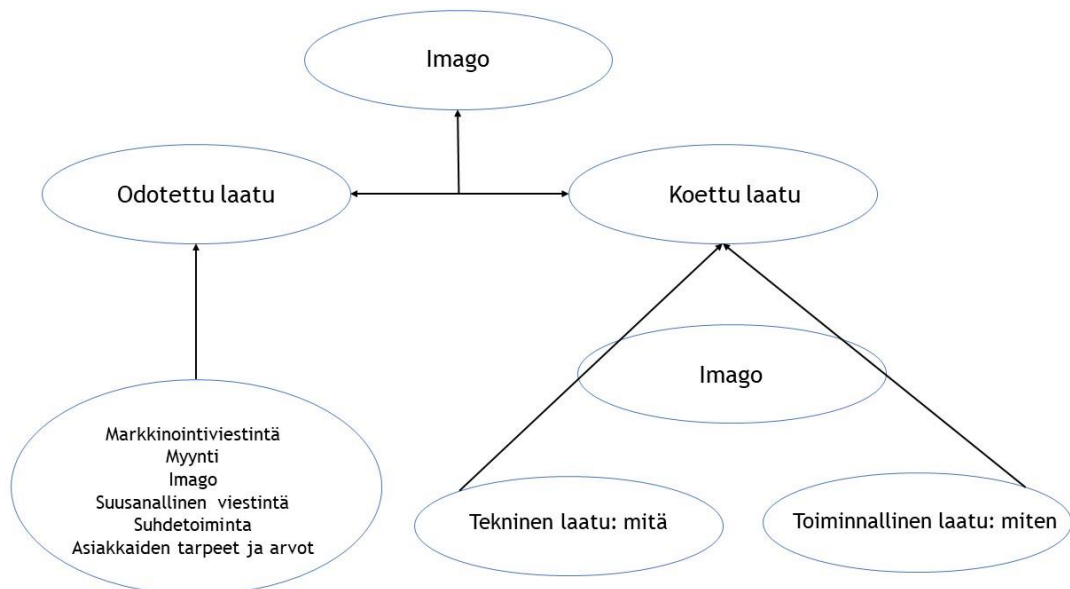 Imago
Odotettu laatu
Koettu laatu
Imago
Markkinointiviestintä
Myynti
Imago
Suusanallinen viestintä
Suhdetoiminta
Asiakkaiden tarpeet ja arvot
Tekninen laatu: mitä
Toiminnallinen laatu: miten